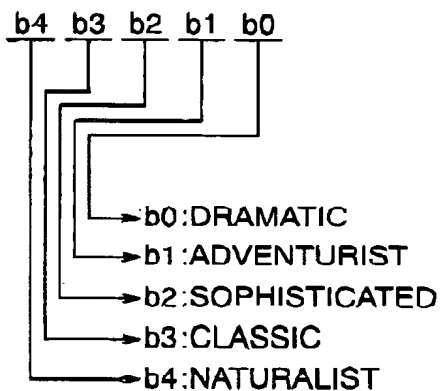 b4 b3 b2 b1 b0
b0:DRAMATIC
b1:ADVENTURIST
b2:SOPHISTICATED
b3:CLASSIC
b4:NATURALIST